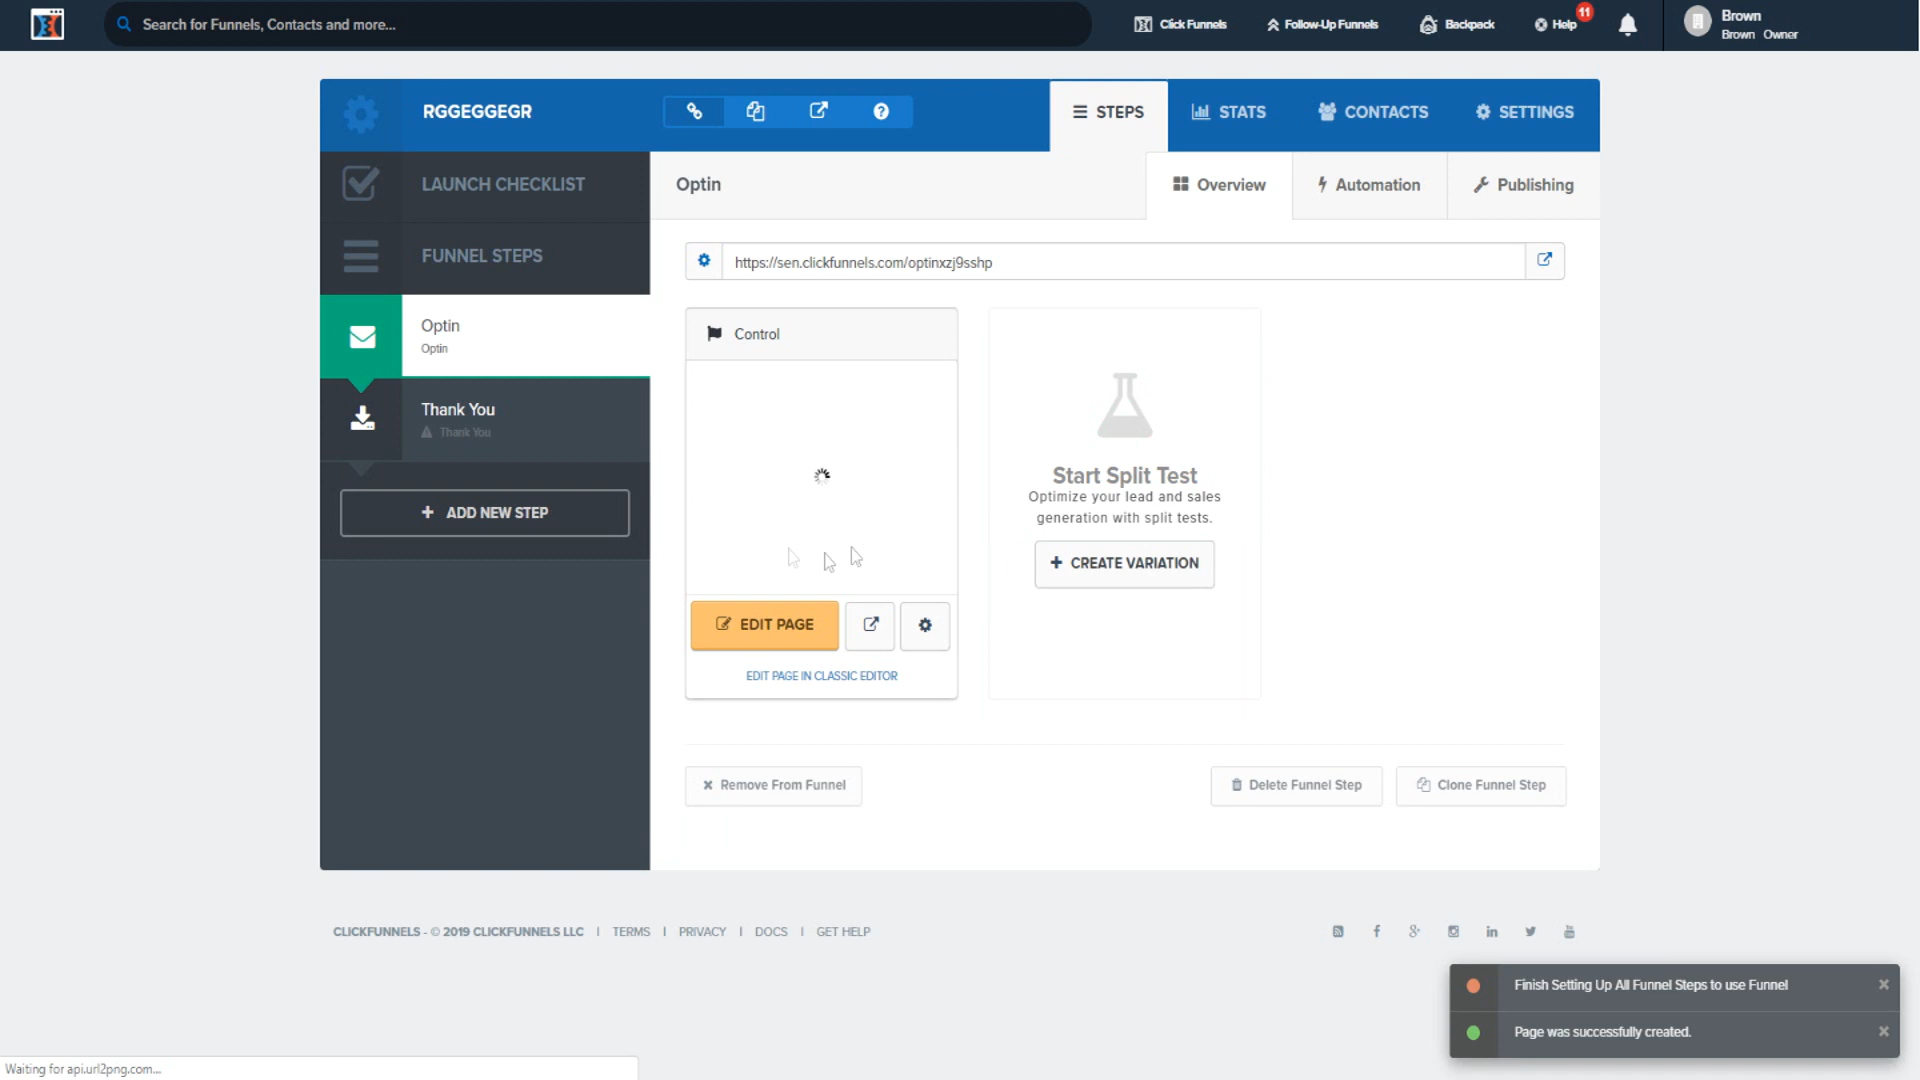 Search for Funnels, Contacts and more...
Click Funnels
Follow-Up Funnels
Backpack
Help
11
Brown
Brown Owner
RGGEGGEGR
STEPS
STATS
CONTACTS
SETTINGS
LAUNCH CHECKLIST
Optin
Overview
Automation
Publishing
FUNNEL STEPS
https://sen.clickfunnels.com/optinxzj9sshp
Optin
Optin
Control
Thank You
Thank You
ADD NEW STEP
Start Split Test
Optimize your lead and sales
generation with split tests.
CREATE VARIATION
EDIT PAGE
EDIT PAGE IN CLASSIC EDITOR
Remove From Funnel
Delete Funnel Step
Clone Funnel Step
CLICKFUNNELS - © 2019 CLICKFUNNELS LLC | TERMS | PRIVACY | DOCS | GET HELP
Finish Setting Up All Funnel Steps to use Funnel
Page was successfully created.
Waiting for api.url2png.com...